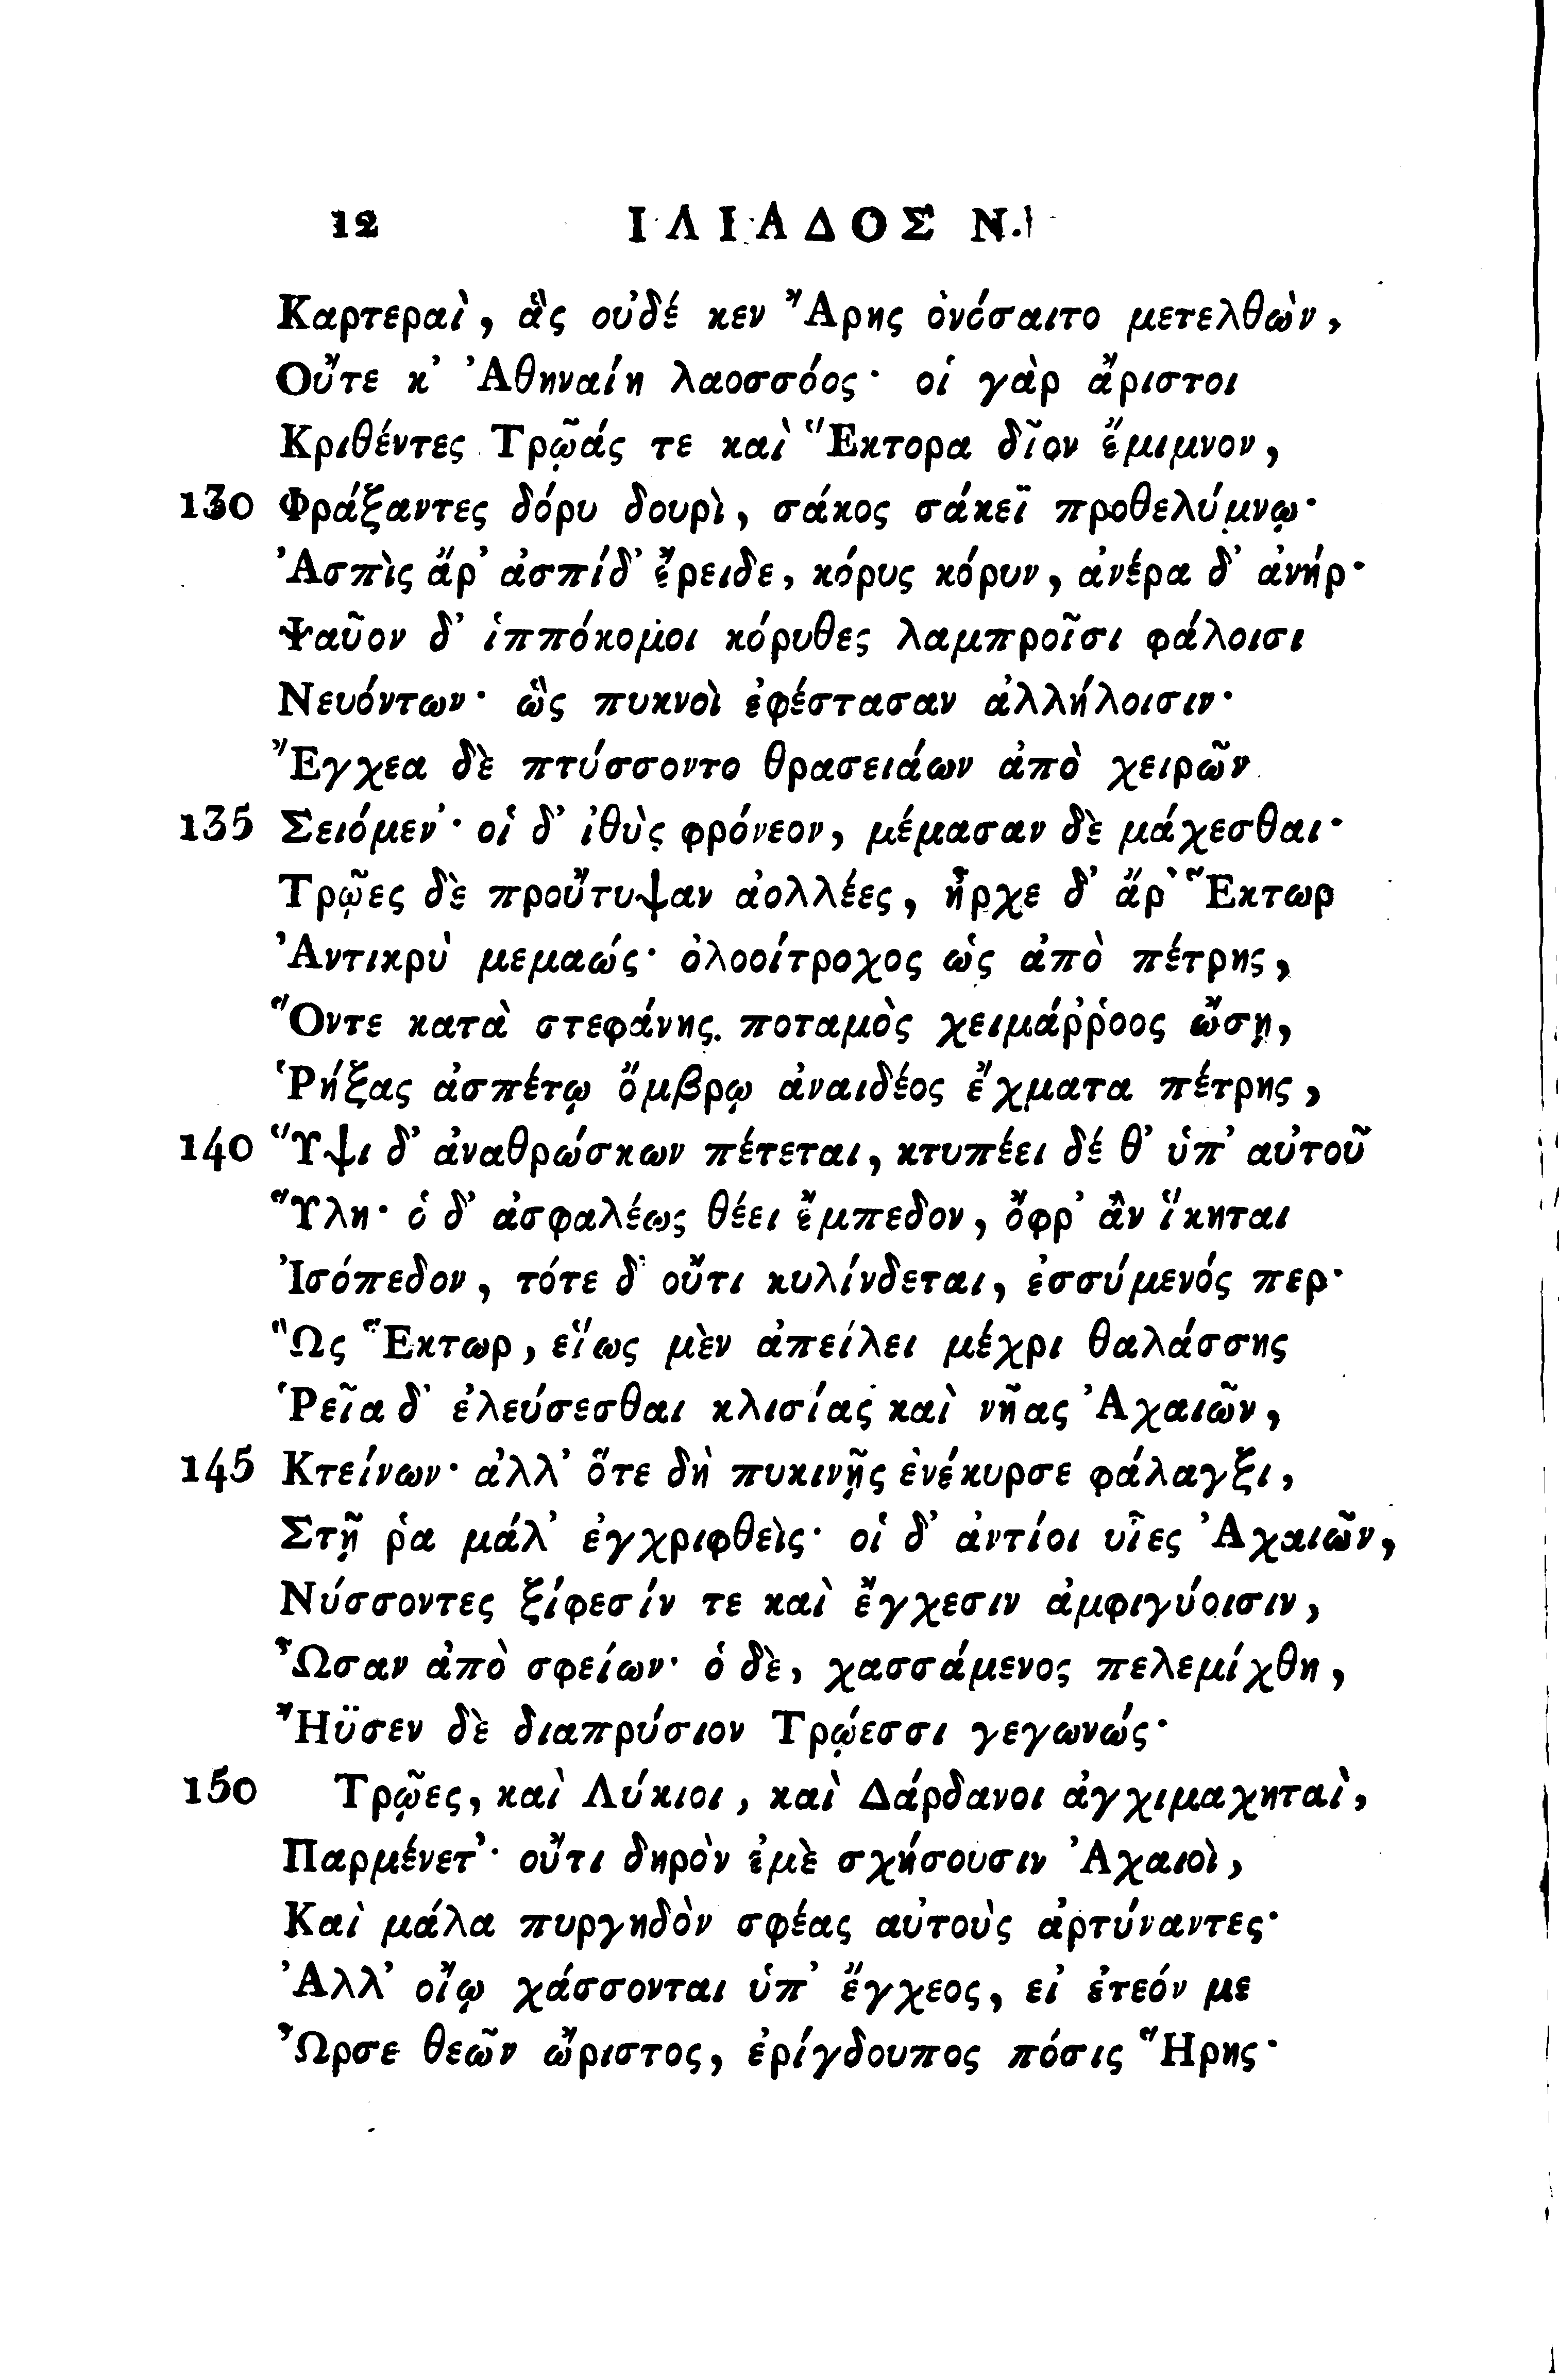 12 ΙΛΙΑΔΟΣ Ν.
Καρτεραὶ, ἃς οὐδέ κεν Ἄρης ὀνόσαιτο μετελθὼν,
Οὔτε κ' Ἀθηναίη λαοσσόος· οἱ γὰρ ἄριστοι
Κριθέντες Τρῶάς τε καὶ Ἕκτορα δῖον ἔμιμνον,
130 Φράξαντες δόρυ δουρὶ, σάκος σάκεϊ προθελύμνῳ·
Ἀσπὶς ἄρ' ἀσπίδ' ἔρειδε, κόρυς κόρυν, ἀνέρα δ' ἀνήρ·
Ψαῦον δ' ἱππόκομοι κόρυθες λαμπροῖσι φάλοισι
Νευόντων· ὣς πυκνοὶ ἐφέστασαν ἀλλήλοισιν·
Ἔγχεα δὲ πτύσσοντο θρασειάων ἀπὸ χειρῶν
135 Σειόμεν'· οἱ δ' ἰθὺς φρόνεον, μέμασαν δὲ μάχεσθαι·
Τρῶες δὲ προὔτυψαν ἀολλέες, ἦρχε δ' ἄρ' Ἕκτωρ
Ἀντικρὺ μεμαώς· ὀλοοίτροχος ὡς ἀπὸ πέτρης,
Ὅντε κατὰ στεφάνης ποταμὸς χειμάῤῥοος ὤσῃ,
Ῥήξας ἀσπέτῳ ὄμβρῳ ἀναιδέος ἔχματα πέτρης,
140 Ὕψι δ' ἀναθρώσκων πέτεται, κτυπέει δέ θ' ὑπ' αὐτοῦ
Ὕλη· ὁ δ' ἀσφαλέως θέει ἔμπεδον, ὄφρ' ἂν ἵκηται
Ἰσόπεδον, τότε δ' οὔτι κυλίνδεται, ἐσσύμενός περ·
Ὣς Ἕκτωρ, εἵως μὲν ἀπείλει μέχρι θαλάσσης
Ῥεῖα δ' ἐλεύσεσθαι κλισίας καὶ νῆας Ἀχαιῶν,
145 Κτείνων· ἀλλ' ὅτε δὴ πυκινῇς ἐνέκυρσε φάλαγξι,
Στῆ ῥα μάλ' ἐγχριφθεὶς· οἱ δ' ἀντίοι υἷες Ἀχαιῶν,
Νύσσοντες ξίφεσίν τε καὶ ἔγχεσιν ἀμφιγύοισιν,
Ὦσαν ἀπὸ σφείων· ὁ δὲ, χασσάμενος πελεμίχθη,
Ἤϋσεν δὲ διαπρύσιον Τρώεσσι γεγωνώς·
150 Τρῶες, καὶ Λύκιοι, καὶ Δάρδανοι ἀγχιμαχηταὶ,
Παρμένετ'· οὔτι δηρὸν ἐμὲ σχήσουσιν Ἀχαιοὶ,
Καὶ μάλα πυργηδὸν σφέας αὐτοὺς ἀρτύναντες·
Ἀλλ' οἴῳ χάσσονται ὑπ' ἔγχεος, εἰ ἐτεόν με
Ὦρσε θεῶν ὤριστος, ἐρίγδουπος πόσις Ἥρης·